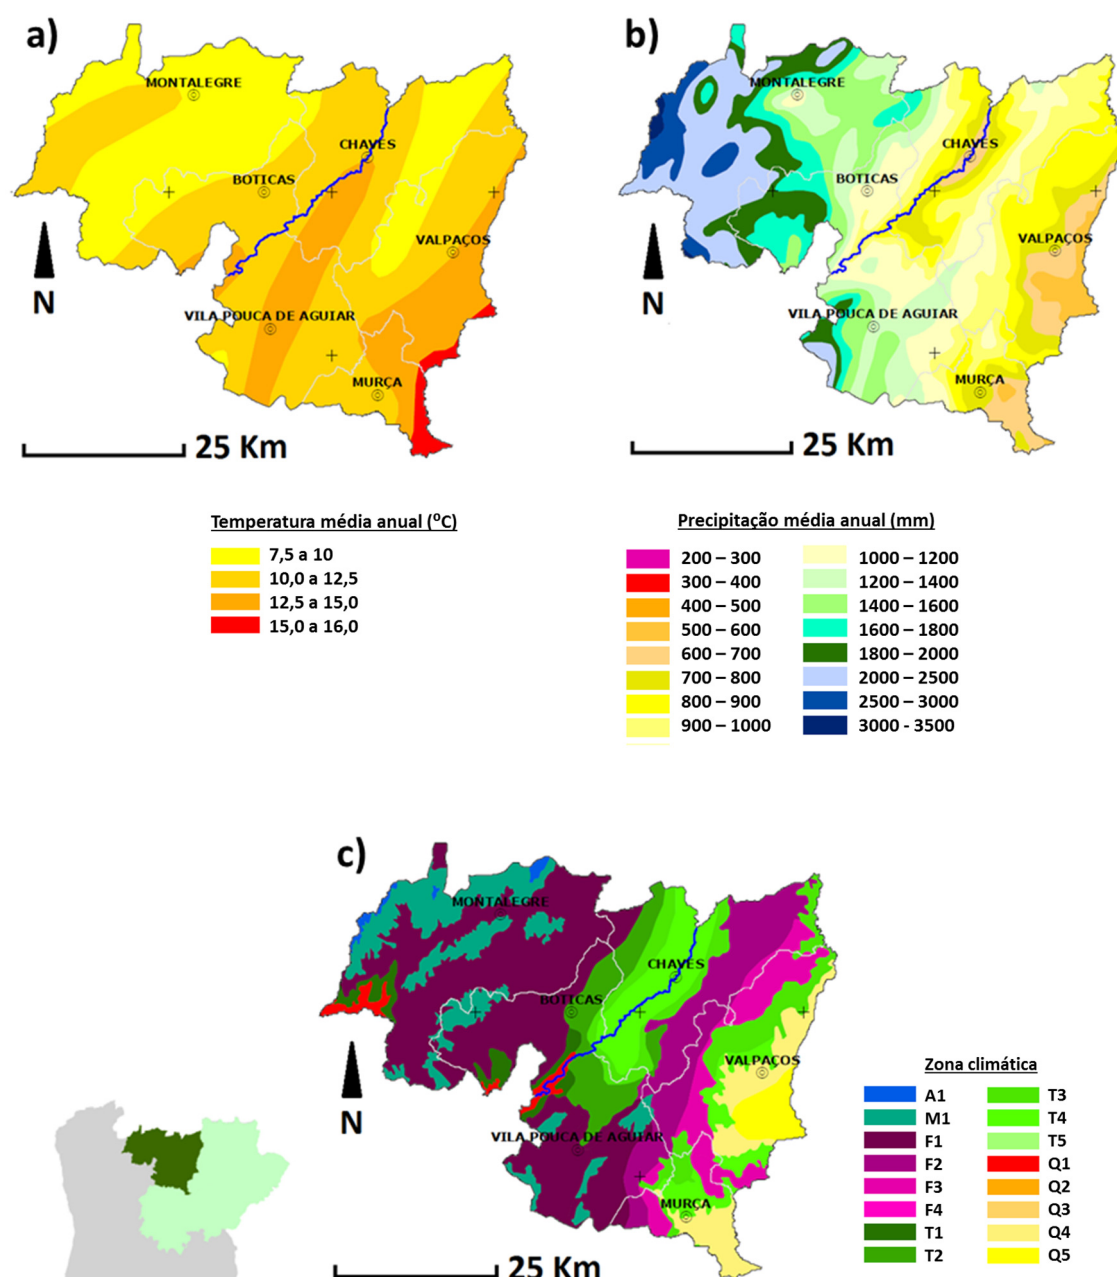 a)
MONTALEGRE
CHAVES
BOTICAS
VALPAÇOS
N
VILA POUCA DE AGUIAR
MURÇA
25 Km
b)
MONTALEGRE
CHAVES
BOTICAS
VALPAÇOS
N
VILA POUCA DE AGUIAR
MURÇA
25 Km
Temperatura média anual (ºC)
7,5 a 10
10,0 a 12,5
12,5 a 15,0
15,0 a 16,0
Precipitação média anual (mm)
200 – 300
300 – 400
400 – 500
500 – 600
600 – 700
700 – 800
800 – 900
900 – 1000
1000 – 1200
1200 – 1400
1400 – 1600
1600 – 1800
1800 – 2000
2000 – 2500
2500 – 3000
3000 - 3500
c)
MONTALEGRE
CHAVES
BOTICAS
VALPAÇOS
N
VILA POUCA DE AGUIAR
MURÇA
25 Km
Zona climática
A1
M1
F1
F2
F3
F4
T1
T2
T3
T4
T5
Q1
Q2
Q3
Q4
Q5